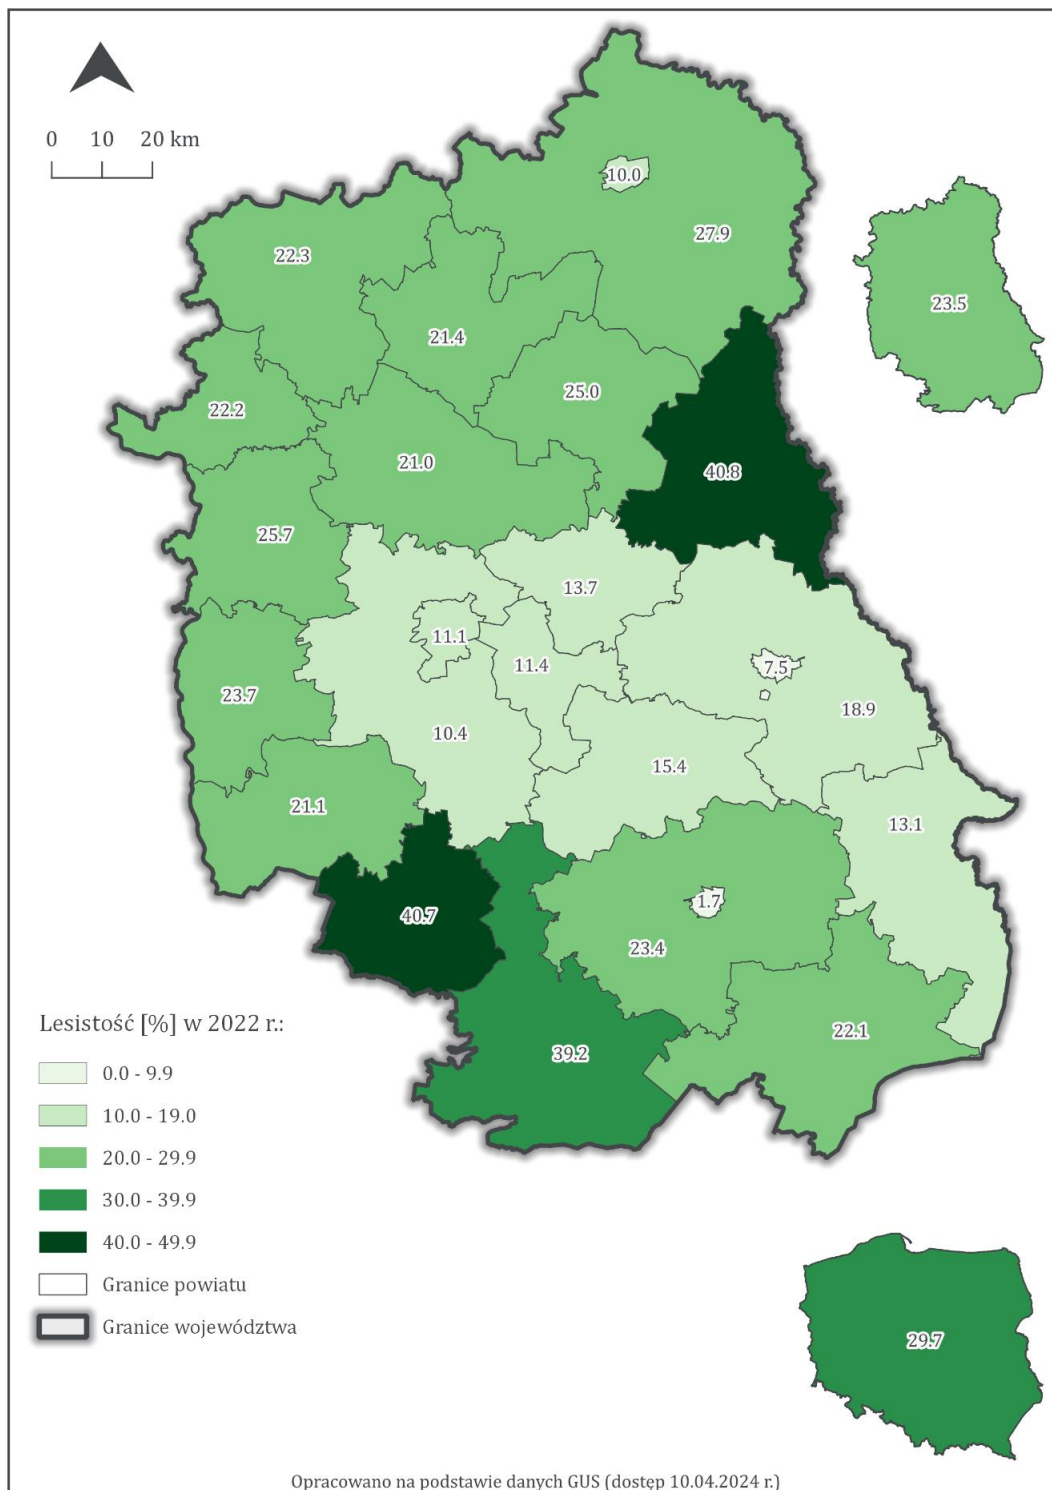 0 10 20 km
10.0
27.9
22.3
23.5
21.4
25.0
22.2
21.0
40.8
25.7
13.7
11.1
11.4
7.5
23.7
18.9
10.4
15.4
21.1
13.1
1.7
40.7
23.4
22.1
39.2
Lesistość [%] w 2022 r.:
0.0 - 9.9
10.0 - 19.0
20.0 - 29.9
30.0 - 39.9
40.0 - 49.9
Granice powiatu
Granice województwa
29.7
Opracowano na podstawie danych GUS (dostęp 10.04.2024 r.)